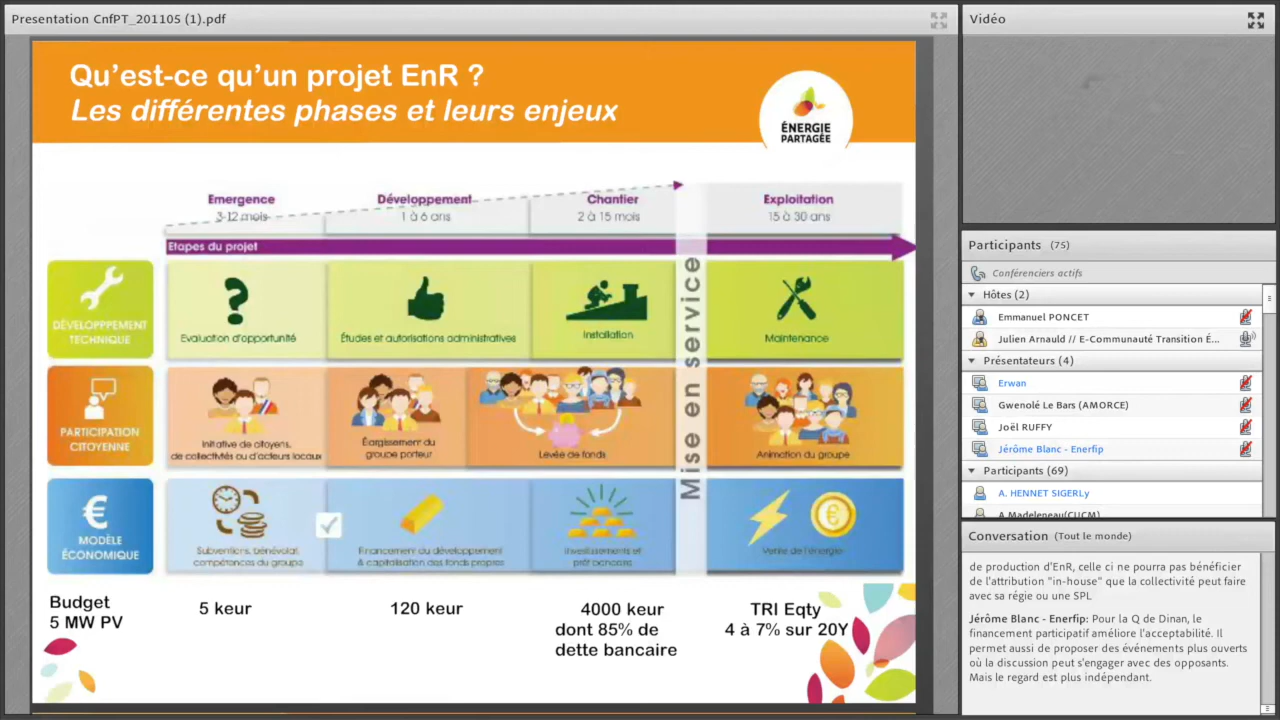 Presentation CnfPT_201105 (1).pdf
Qu'est-ce qu'un projet EnR ?
Les différentes phases et leurs enjeux
ÉNERGIE
PARTAGÉE
Emergence
3-12 mois
Développement
1 à 6 ans
Chantier
2 à 15 mois
Exploitation
15 à 30 ans
Etapes du projet
Mise en service
DÉVELOPPPEMENT
TECHNIQUE
Evaluation d'opportunité
Études et autorisations administratives
Installation
Maintenance
PARTICIPATION
CITOYENNE
Initiative de citoyens,
de collectivités ou d'acteurs locaux
Éargissement du
groupe porteur
Levée de fonds
Animation du groupe
MODÈLE
ÉCONOMIQUE
Subventions, bénévolat,
compétences du groupe
Financement du développement
& capitalisation des fonds propres
Investissements et
prêt bancaire
Vente de l'énergie
Budget
5 MW PV
5 keur
120 keur
4000 keur
dont 85% de
dette bancaire
TRI Eqty
4 à 7% sur 20Y
Vidéo
Participants (75)
Conférenciers actifs
Hôtes (2)
Emmanuel PONCET
Julien Arnauld // E-Communauté Transition É...
Présentateurs (4)
Erwan
Gwenolé Le Bars (AMORCE)
Joël RUFFY
Jérôme Blanc - Enerfip
Participants (69)
A. HENNET SIGERLy
A Madeleneau(CUCM)
Conversation (Tout le monde)
de production d'EnR, celle ci ne pourra pas bénéficier
de l'attribution "in-house" que la collectivité peut faire
avec sa régie ou une SPL
Jérôme Blanc - Enerfip: Pour la Q de Dinan, le
financement participatif améliore l'acceptabilité. Il
permet aussi de proposer des événements plus ouverts
où la discussion peut s'engager avec des opposants.
Mais le regard est plus indépendant.